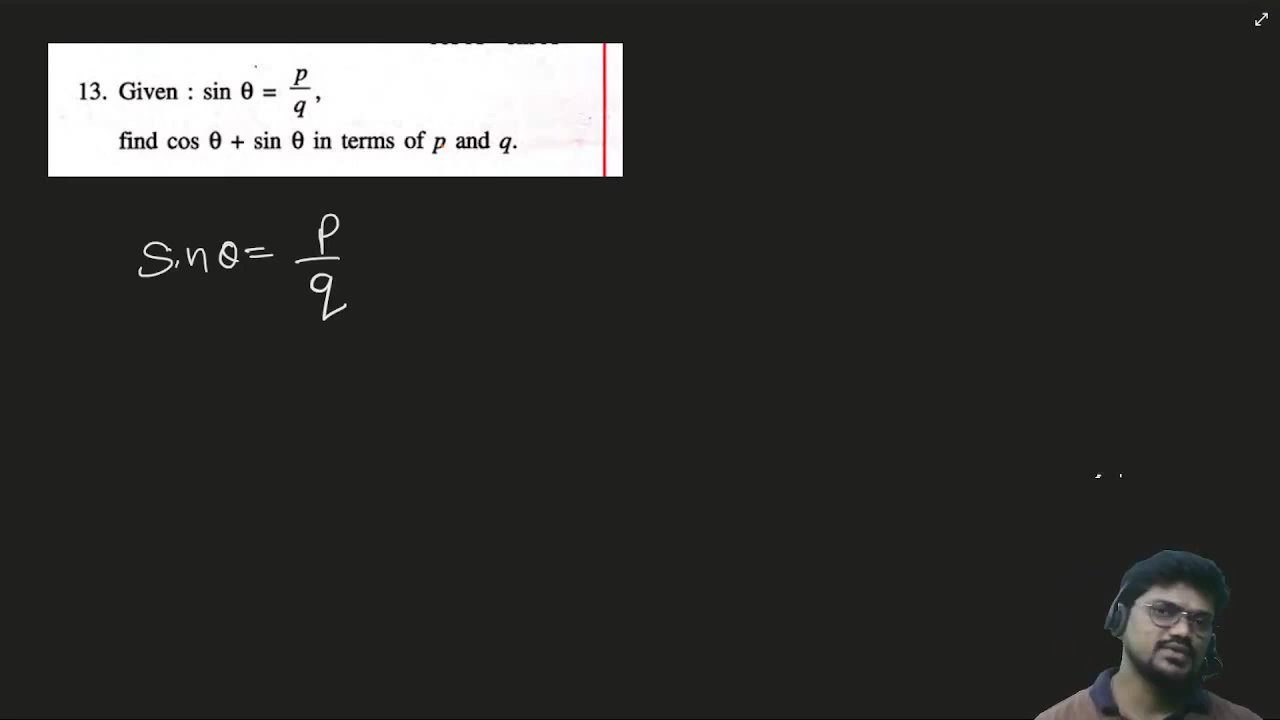 13. Given : sin θ = p/q,
find cos θ + sin θ in terms of p and q.
sin θ = p/q